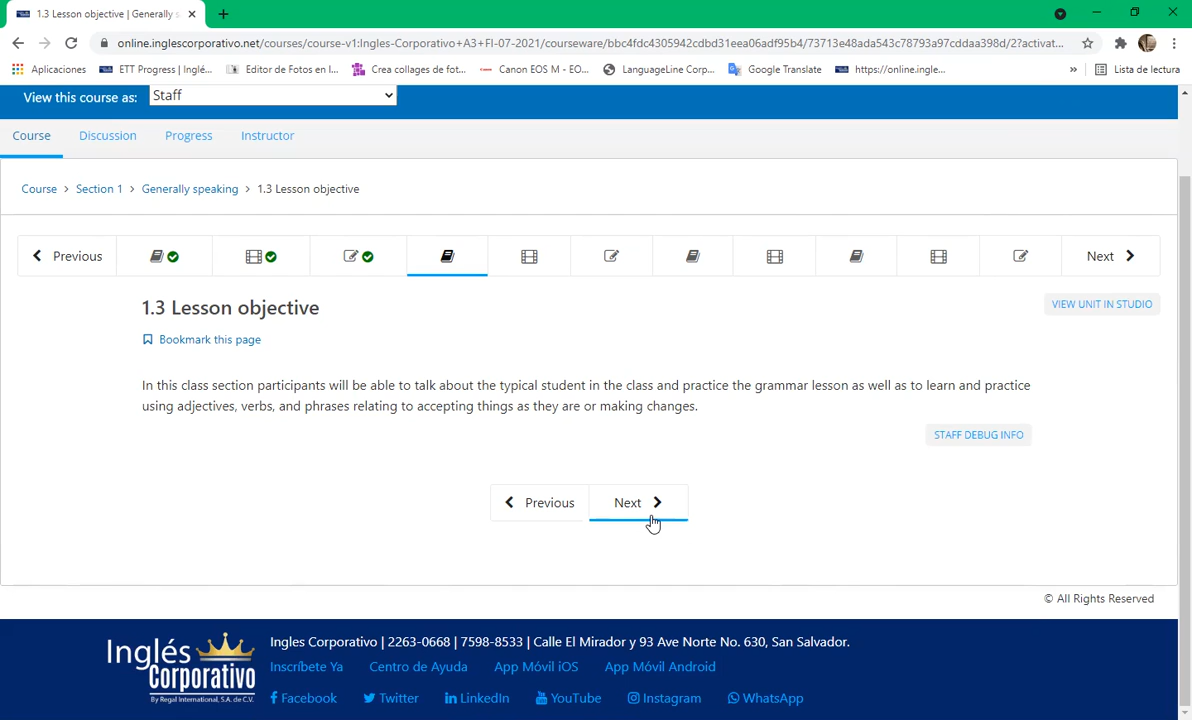 1.3 Lesson objective | Generally s
online.inglescorporativo.net/courses/course-v1:Ingles-Corporativo+A3+FI-07-2021/courseware/bbc4fdc4305942cdbd31eea06adf95b4/73713e48ada543c78793a97cddaa398d/2?activat...
Aplicaciones ETT Progress | Inglé... Editor de Fotos en l... Crea collages de fot... Canon EOS M - EO... LanguageLine Corp... Google Translate https://online.ingle... » Lista de lectura
View this course as: Staff
Course Discussion Progress Instructor
Course > Section 1 > Generally speaking > 1.3 Lesson objective
Previous Next
1.3 Lesson objective
VIEW UNIT IN STUDIO
Bookmark this page
In this class section participants will be able to talk about the typical student in the class and practice the grammar lesson as well as to learn and practice
using adjectives, verbs, and phrases relating to accepting things as they are or making changes.
STAFF DEBUG INFO
Previous Next
© All Rights Reserved
Inglés Corporativo
By Regal International, S.A. de C.V.
Ingles Corporativo | 2263-0668 | 7598-8533 | Calle El Mirador y 93 Ave Norte No. 630, San Salvador.
Inscríbete Ya Centro de Ayuda App Móvil iOS App Móvil Android
Facebook Twitter LinkedIn YouTube Instagram WhatsApp